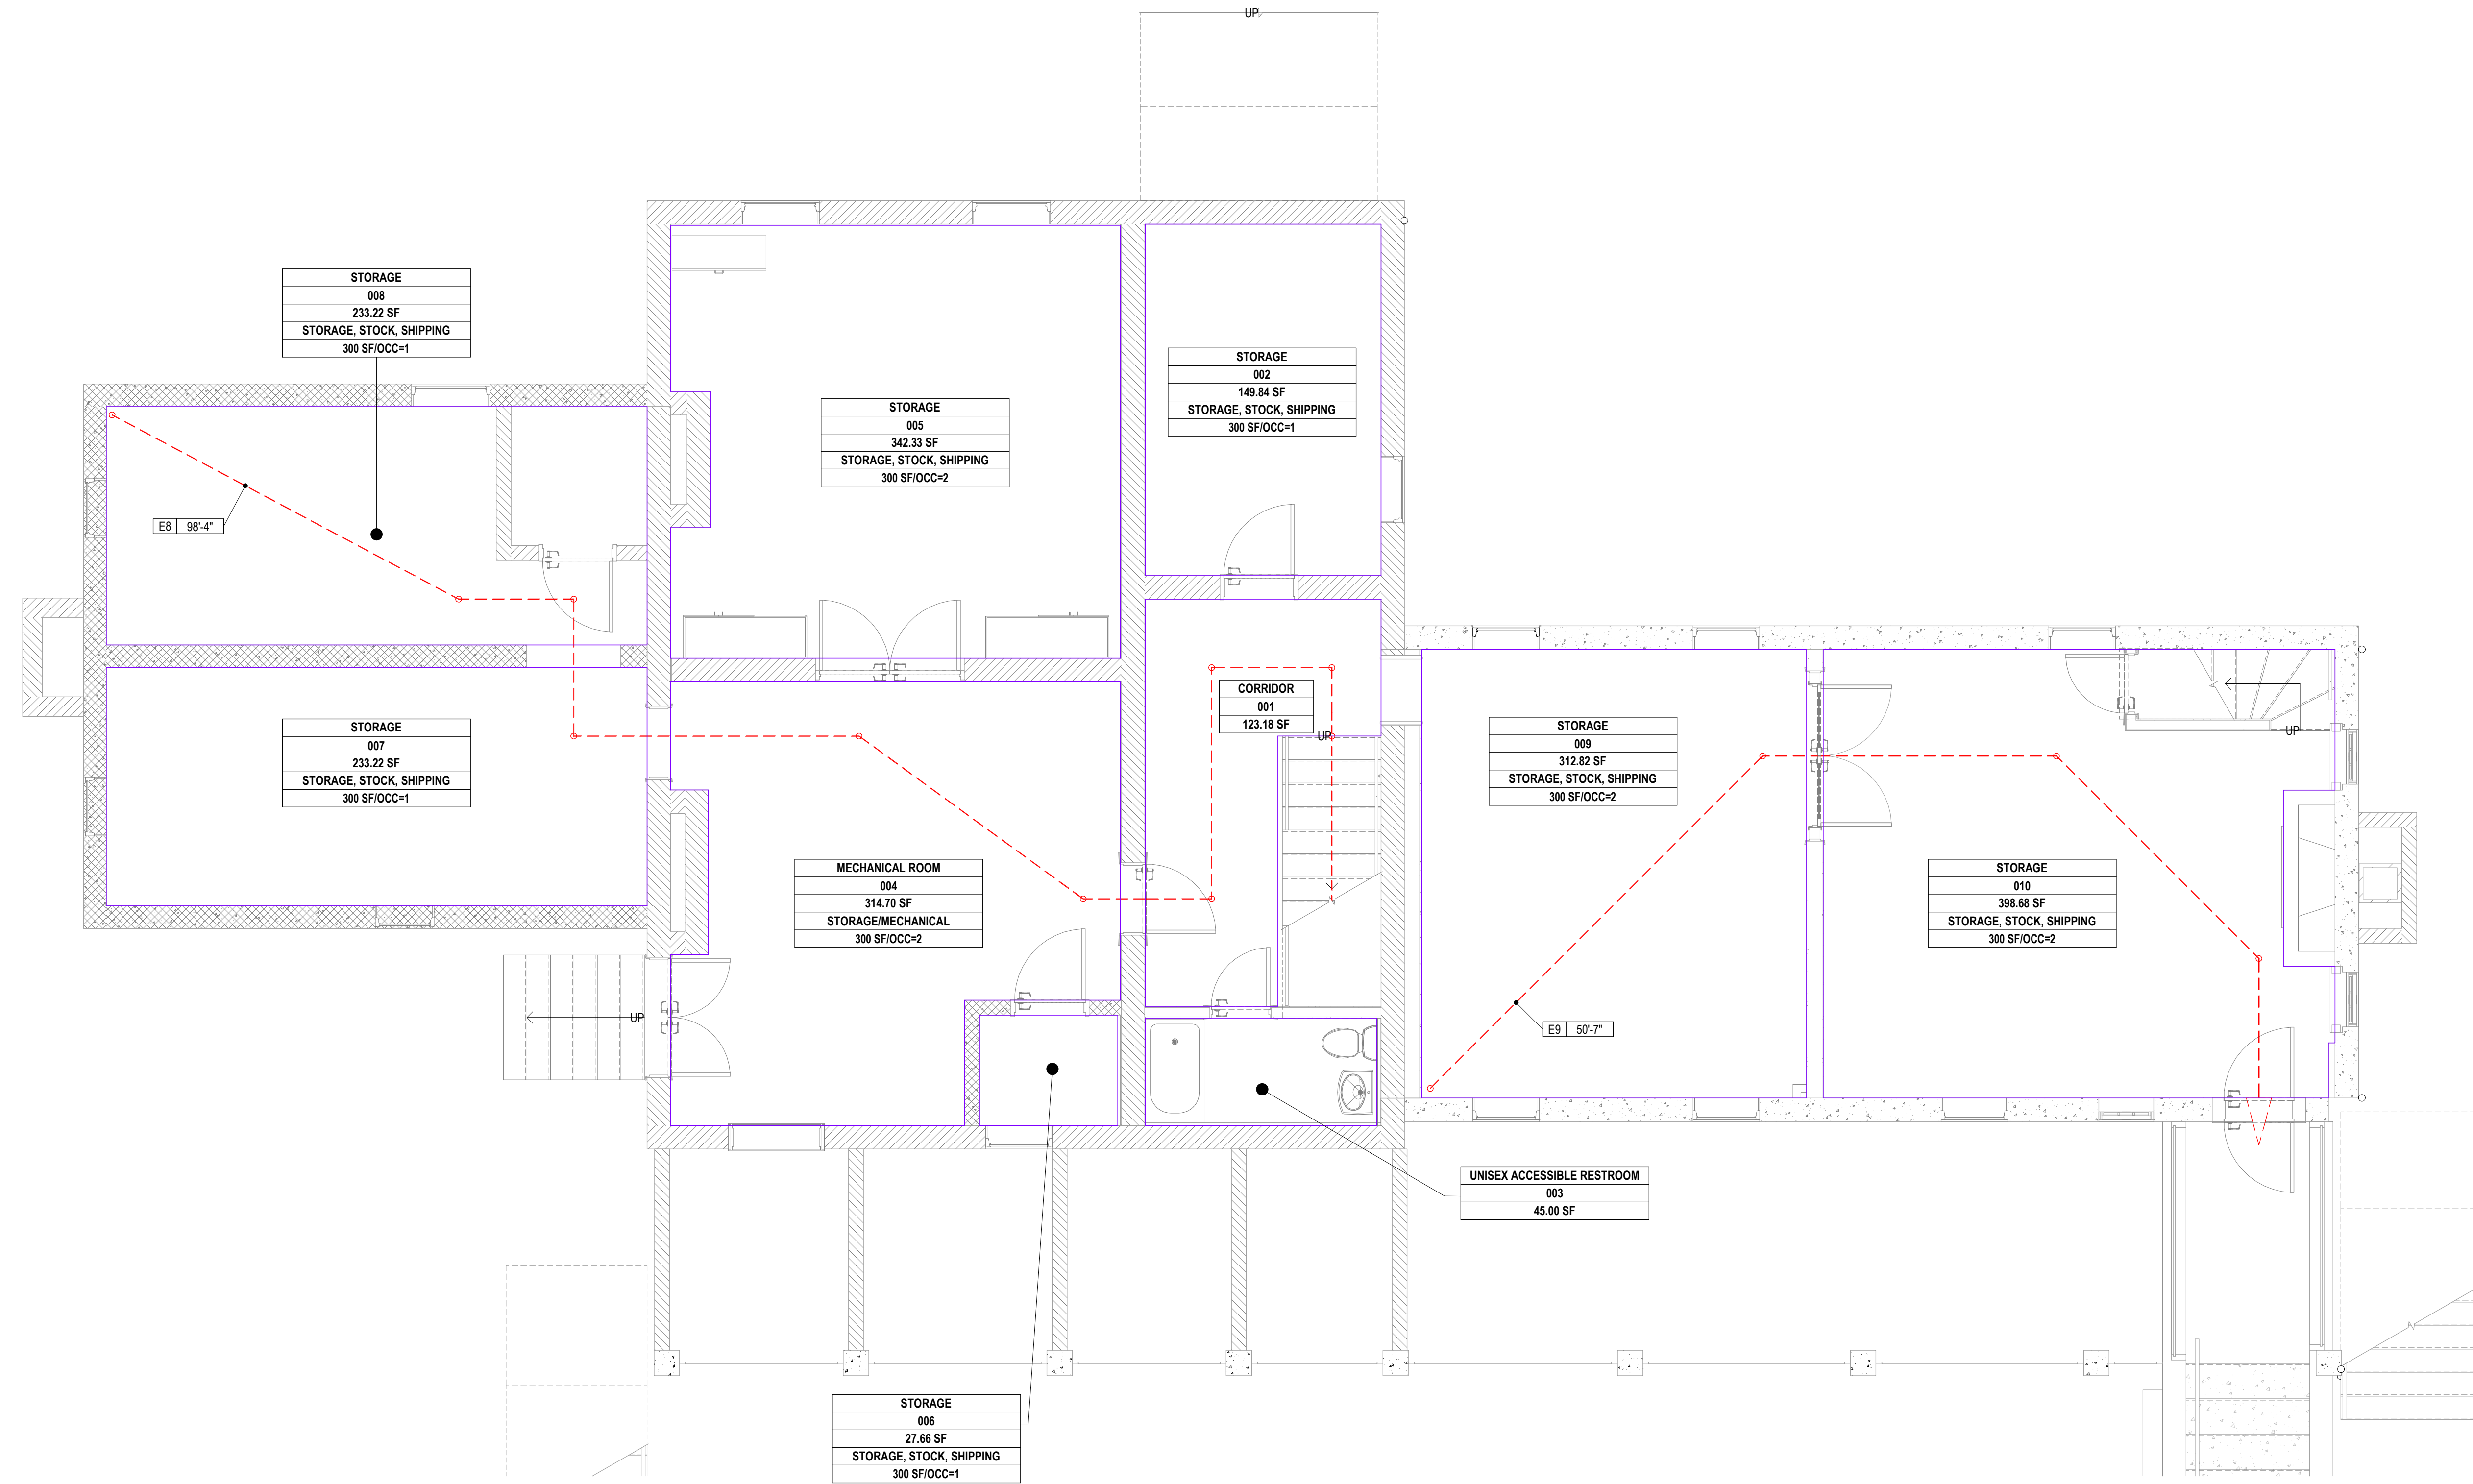 UP
STORAGE
008
233.22 SF
STORAGE, STOCK, SHIPPING
300 SF/OCC=1
STORAGE
002
149.84 SF
STORAGE, STOCK, SHIPPING
300 SF/OCC=1
STORAGE
005
342.33 SF
STORAGE, STOCK, SHIPPING
300 SF/OCC=2
E8 98'-4"
CORRIDOR
001
123.18 SF
UP
STORAGE
007
233.22 SF
STORAGE, STOCK, SHIPPING
300 SF/OCC=1
STORAGE
009
312.82 SF
STORAGE, STOCK, SHIPPING
300 SF/OCC=2
UP
MECHANICAL ROOM
004
314.70 SF
STORAGE/MECHANICAL
300 SF/OCC=2
STORAGE
010
398.68 SF
STORAGE, STOCK, SHIPPING
300 SF/OCC=2
UP
E9 50'-7"
UNISEX ACCESSIBLE RESTROOM
003
45.00 SF
STORAGE
006
27.66 SF
STORAGE, STOCK, SHIPPING
300 SF/OCC=1